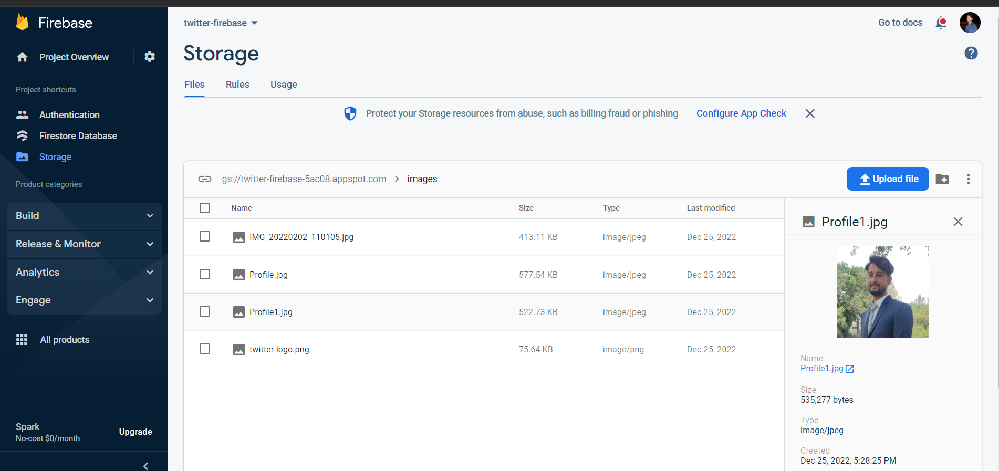 Firebase
Project Overview
Project shortcuts
Authentication
Firestore Database
Storage
Product categories
Build
Release & Monitor
Analytics
Engage
All products
Spark
No-cost $0/month
Upgrade
twitter-firebase
Go to docs
Storage
Files Rules Usage
Protect your Storage resources from abuse, such as billing fraud or phishing Configure App Check
gs://twitter-firebase-5ac08.appspot.com > images
Upload file
Name Size Type Last modified
IMG_20220202_110105.jpg 413.11 KB image/jpeg Dec 25, 2022
Profile.jpg 577.54 KB image/jpeg Dec 25, 2022
Profile1.jpg 522.73 KB image/jpeg Dec 25, 2022
twitter-logo.png 75.64 KB image/png Dec 25, 2022
Profile1.jpg
Name
Profile1.jpg
Size
535,277 bytes
Type
image/jpeg
Created
Dec 25, 2022, 5:28:25 PM